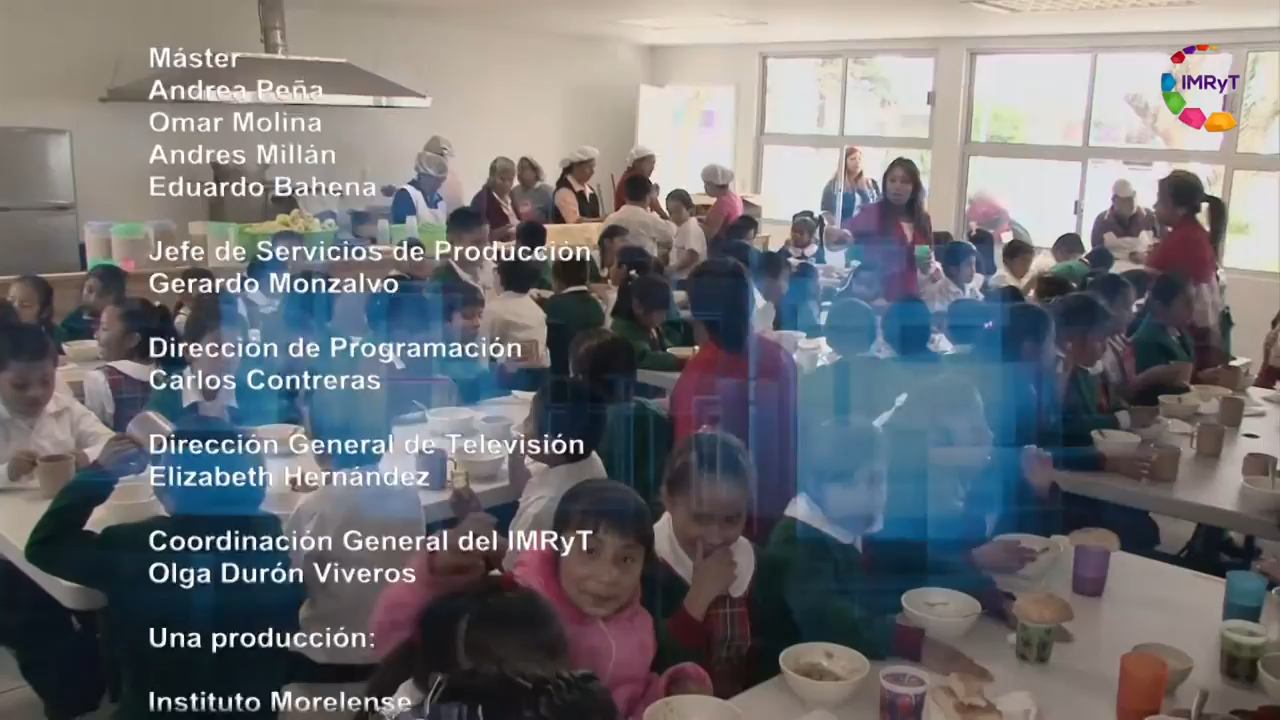 IMRyT
Máster
Andrea Peña
Omar Molina
Andres Millán
Eduardo Bahena
Jefe de Servicios de Producción
Gerardo Monzalvo
Dirección de Programación
Carlos Contreras
Dirección General de Televisión
Elizabeth Hernández
Coordinación General del IMRyT
Olga Durón Viveros
Una producción:
Instituto Morelense